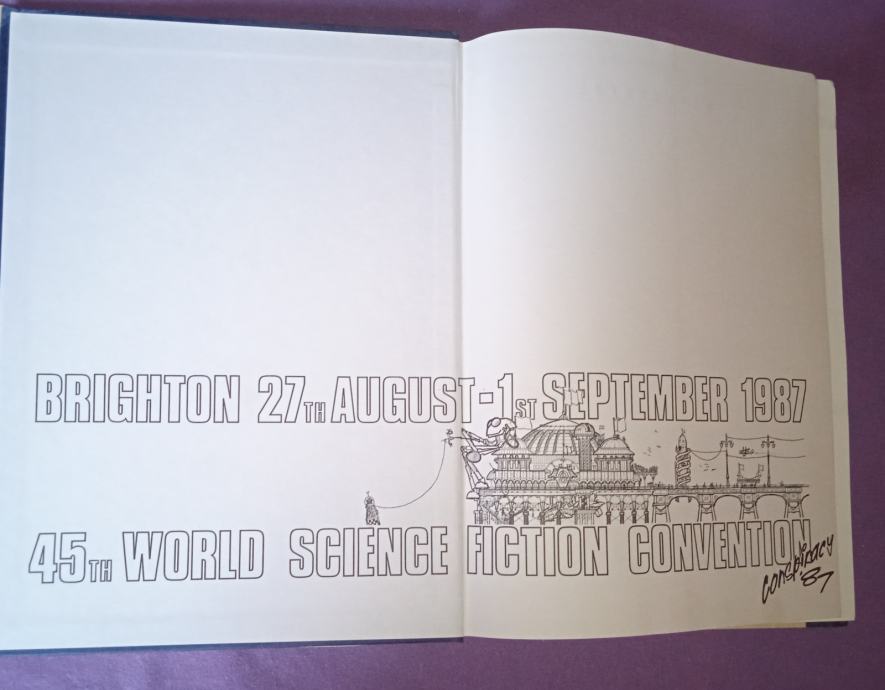 BRIGHTON 27TH AUGUST-1ST SEPTEMBER 1987
45TH WORLD SCIENCE FICTION CONVENTION
CONSPIRACY
'87